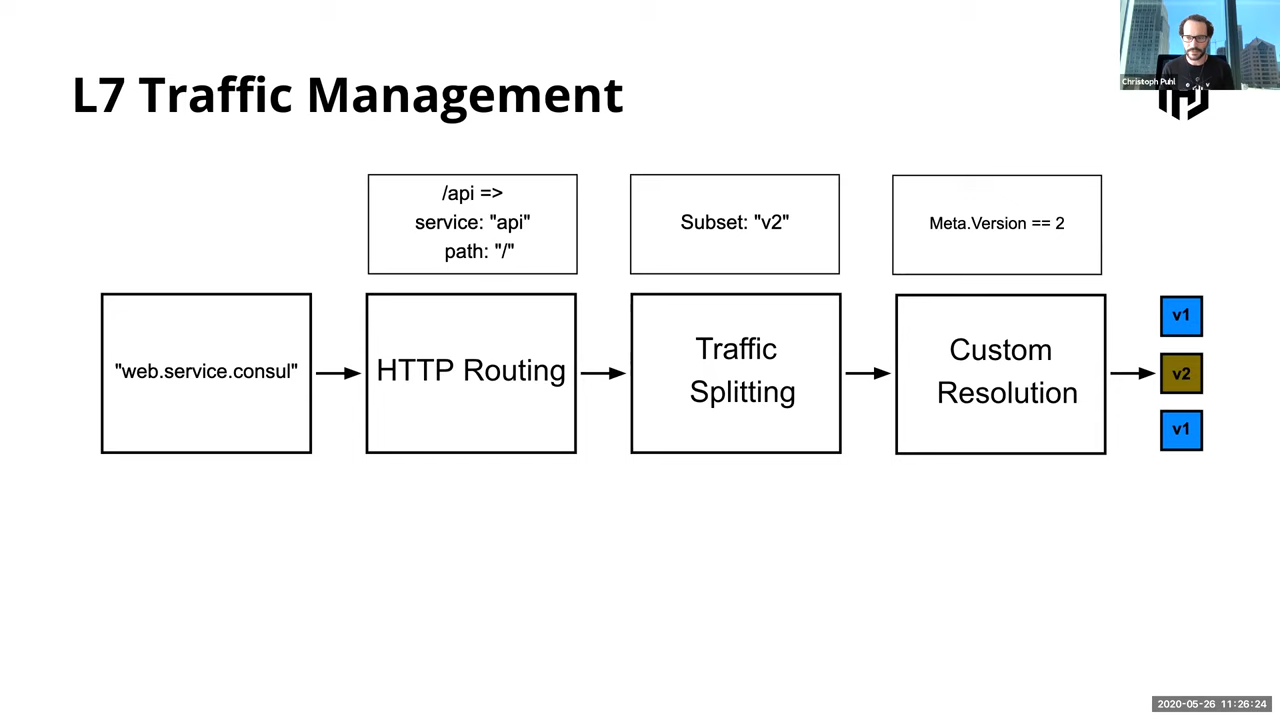 Christoph Puhl
L7 Traffic Management
/api =>
service: "api"
path: "/"
Subset: "v2"
Meta.Version == 2
"web.service.consul"
HTTP Routing
Traffic
Splitting
Custom
Resolution
v1
v2
v1
2020-05-26 11:26:24